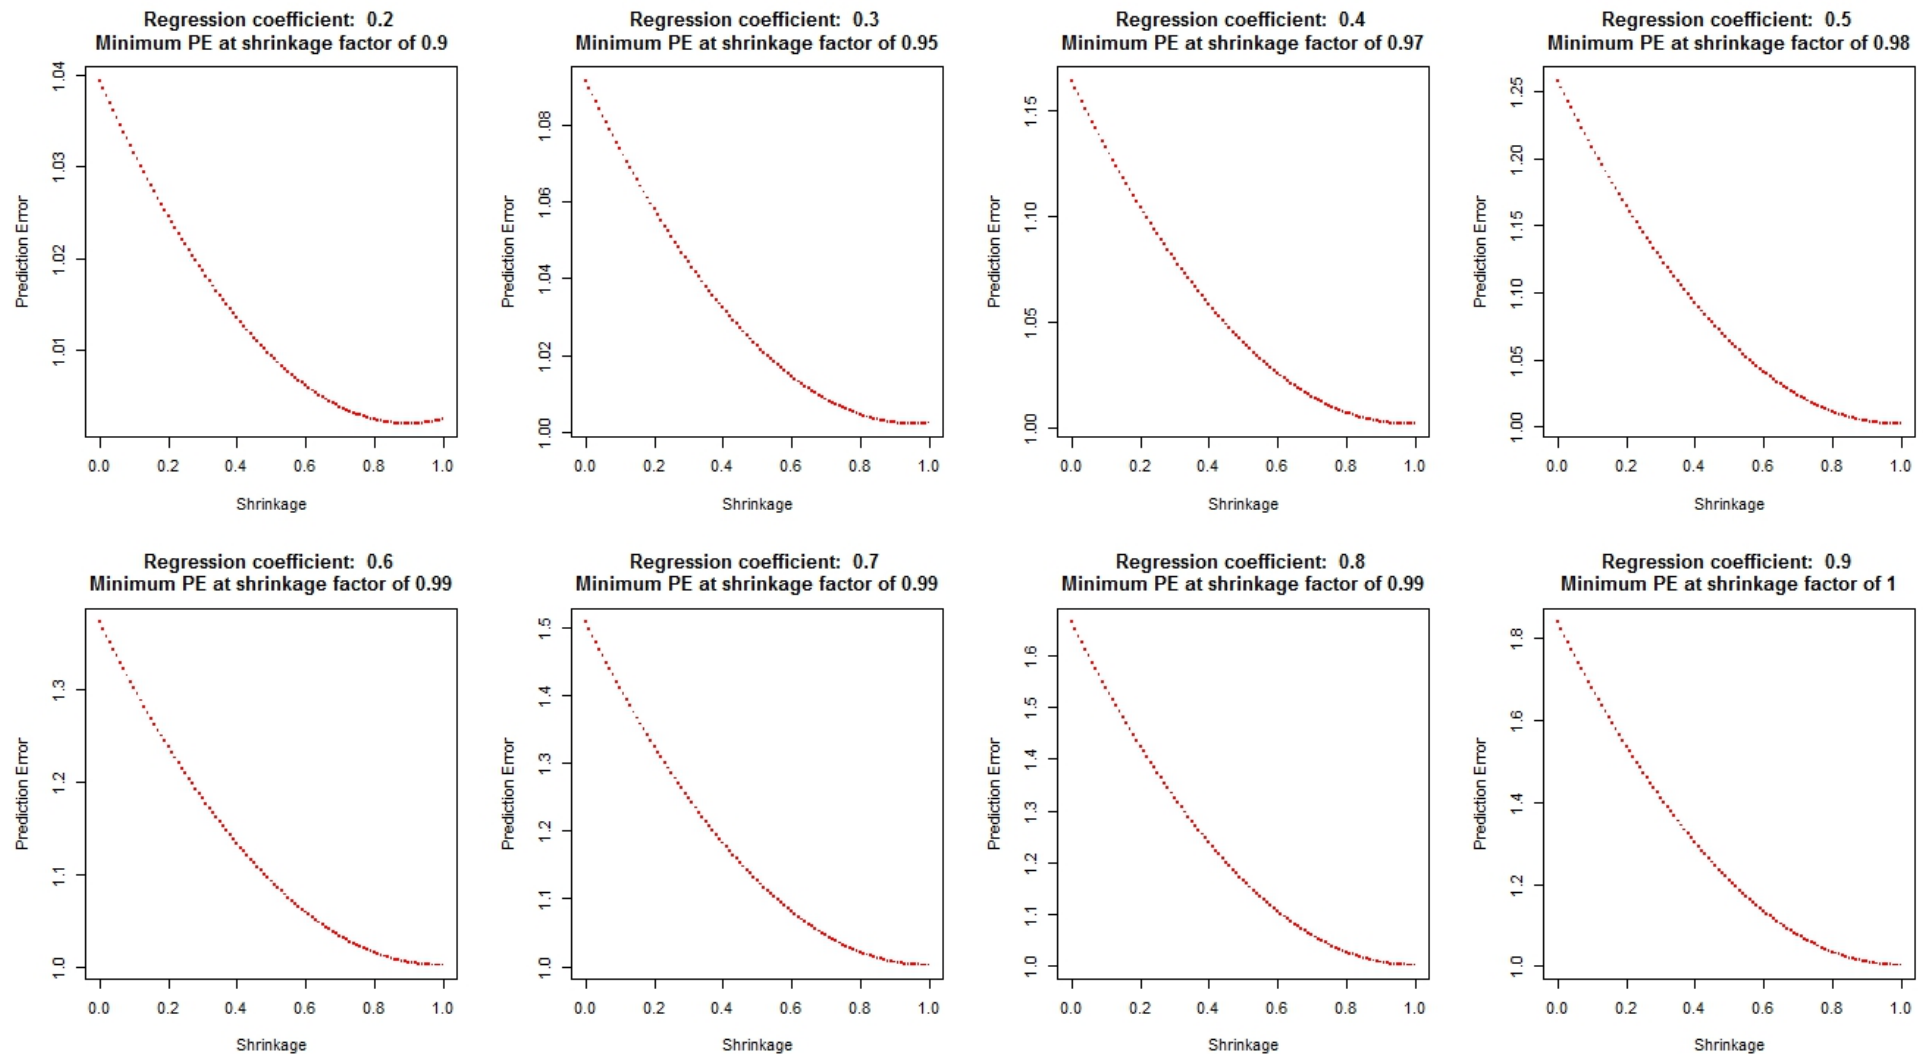 Regression coefficient:  0.2
Minimum PE at shrinkage factor of 0.9
Prediction Error
1.04
1.03
1.02
1.01
0.0 0.2 0.4 0.6 0.8 1.0
Shrinkage
Regression coefficient:  0.3
Minimum PE at shrinkage factor of 0.95
Prediction Error
1.08
1.06
1.04
1.02
1.00
0.0 0.2 0.4 0.6 0.8 1.0
Shrinkage
Regression coefficient:  0.4
Minimum PE at shrinkage factor of 0.97
Prediction Error
1.15
1.10
1.05
1.00
0.0 0.2 0.4 0.6 0.8 1.0
Shrinkage
Regression coefficient:  0.5
Minimum PE at shrinkage factor of 0.98
Prediction Error
1.25
1.20
1.15
1.10
1.05
1.00
0.0 0.2 0.4 0.6 0.8 1.0
Shrinkage
Regression coefficient:  0.6
Minimum PE at shrinkage factor of 0.99
Prediction Error
1.3
1.2
1.1
1.0
0.0 0.2 0.4 0.6 0.8 1.0
Shrinkage
Regression coefficient:  0.7
Minimum PE at shrinkage factor of 0.99
Prediction Error
1.5
1.4
1.3
1.2
1.1
1.0
0.0 0.2 0.4 0.6 0.8 1.0
Shrinkage
Regression coefficient:  0.8
Minimum PE at shrinkage factor of 0.99
Prediction Error
1.6
1.5
1.4
1.3
1.2
1.1
1.0
0.0 0.2 0.4 0.6 0.8 1.0
Shrinkage
Regression coefficient:  0.9
Minimum PE at shrinkage factor of 1
Prediction Error
1.8
1.6
1.4
1.2
1.0
0.0 0.2 0.4 0.6 0.8 1.0
Shrinkage